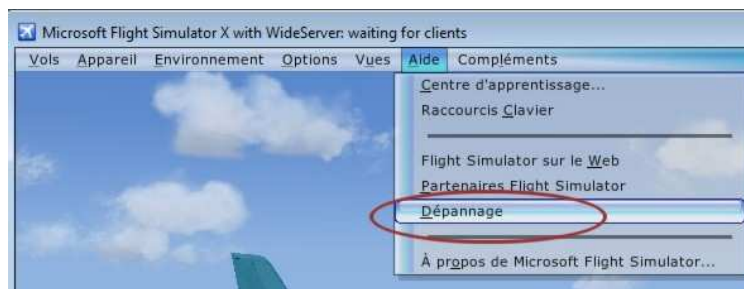 Microsoft Flight Simulator X with WideServer: waiting for clients
Vols Appareil Environnement Options Vues Aide Compléments
Centre d'apprentissage...
Raccourcis Clavier
Flight Simulator sur le Web
Partenaires Flight Simulator
Dépannage
À propos de Microsoft Flight Simulator...